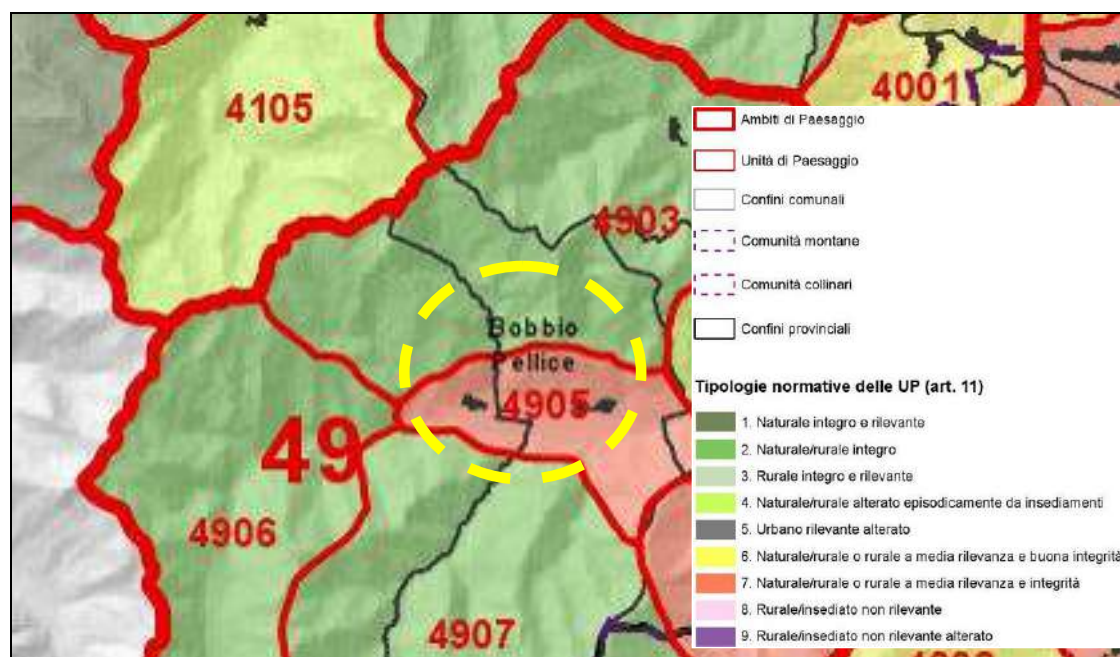 4105
4001
4903
Bobbio
Pellice
4905
49
4906
4907
Ambiti di Paesaggio
Unità di Paesaggio
Confini comunali
Comunità montane
Comunità collinari
Confini provinciali
Tipologie normative delle UP (art. 11)
1. Naturale integro e rilevante
2. Naturale/rurale integro
3. Rurale integro e rilevante
4. Naturale/rurale alterato episodicamente da insediamenti
5. Urbano rilevante alterato
6. Naturale/rurale o rurale a media rilevanza e buona integrità
7. Naturale/rurale o rurale a media rilevanza e integrità
8. Rurale/insediato non rilevante
9. Rurale/insediato non rilevante alterato